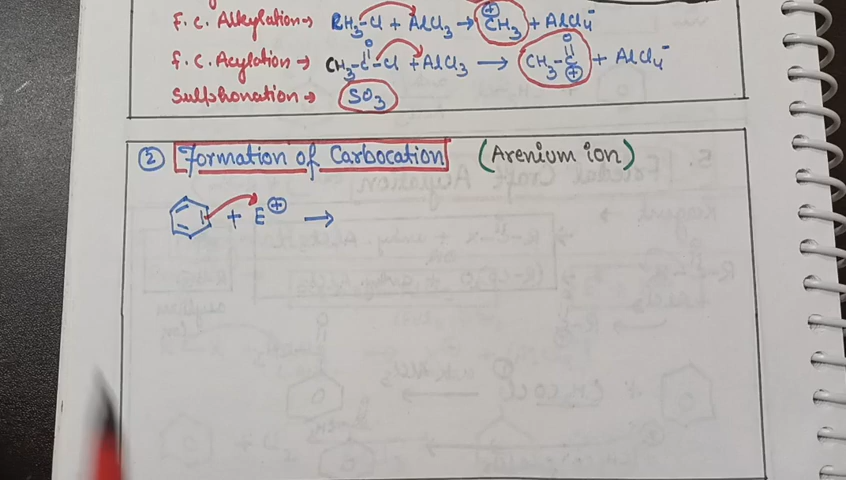 F.C. Alkylation → CH₃-Cl + AlCl₃ → ⊕CH₃ + AlCl₄⁻
F.C. Acylation → CH₃-C(=O)-Cl + AlCl₃ → CH₃-C(=O)⊕ + AlCl₄⁻
Sulphonation → SO₃
② Formation of Carbocation (Arenium ion)
+ E⊕ →